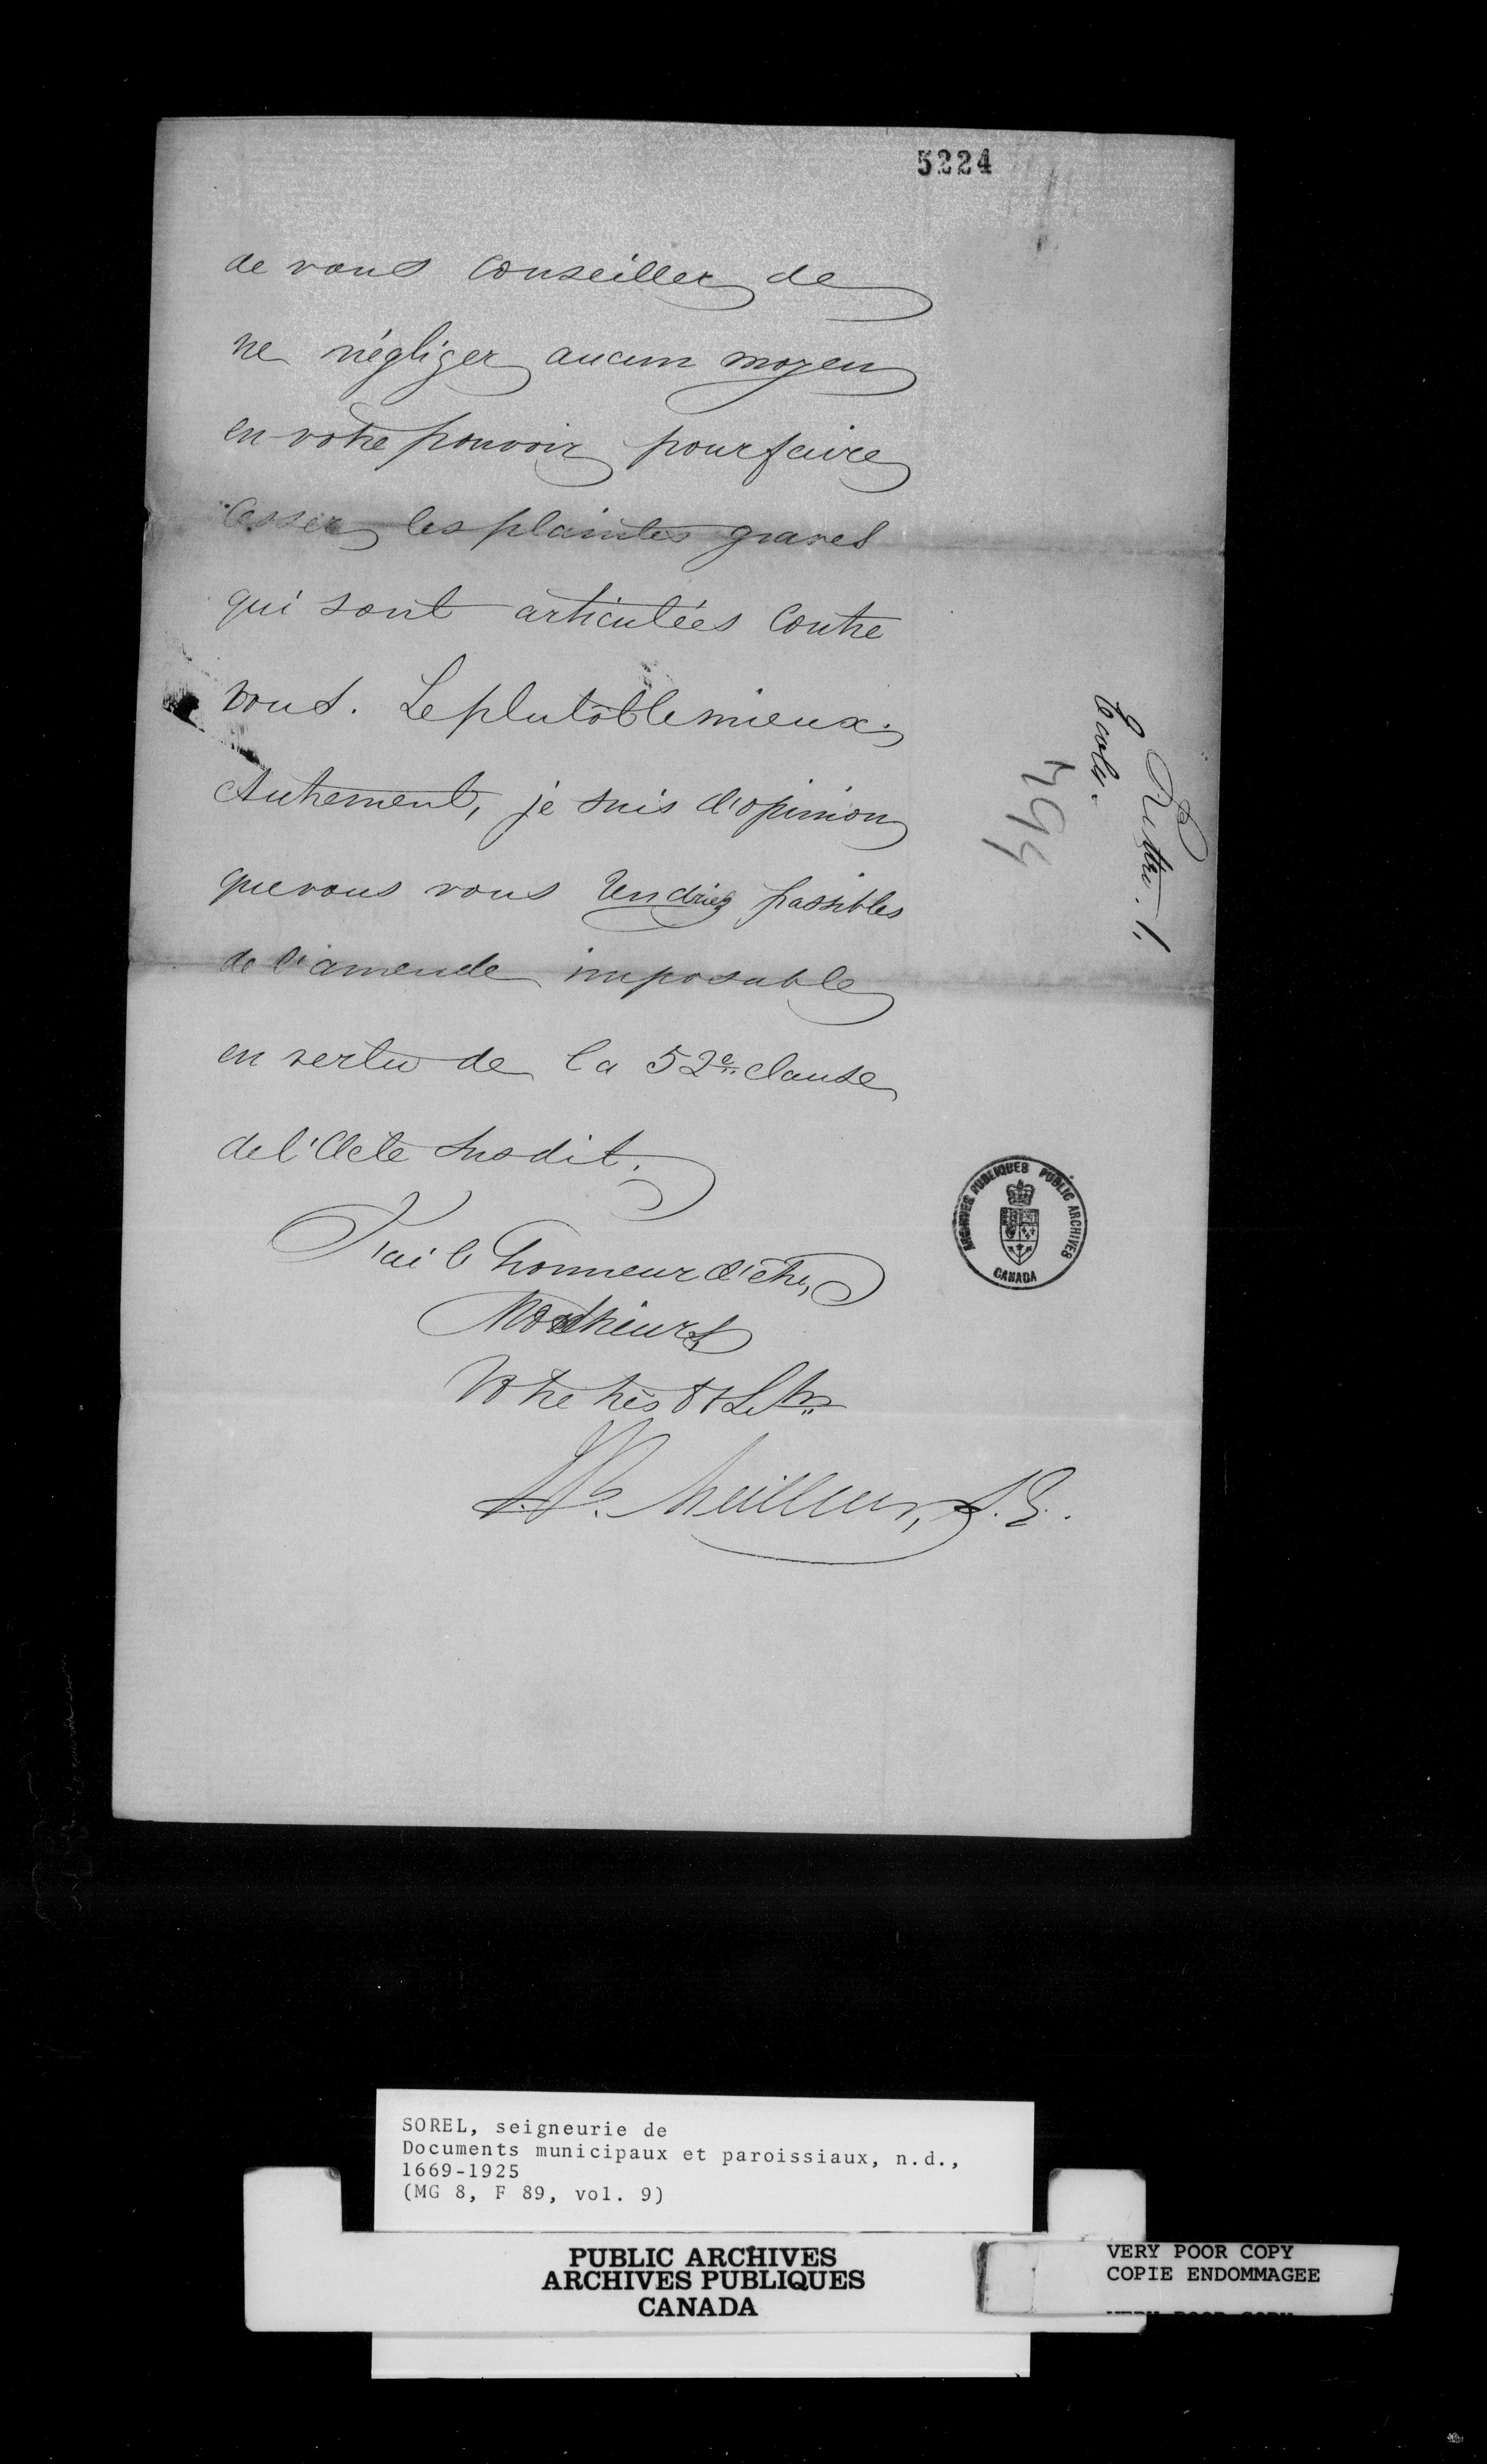 5224
de vous conseiller de
ne négliger aucun moyen
en votre pouvoir pour faire
cesser les plaintes graves
qui sont articulées contre
vous. Le plutôt le mieux;
Autrement, je suis d'opinion
que vous vous rendriez passibles
de l'amende imposable
en vertu de la 52e. clause
de l'Acte susdit.
J'ai l'honneur d'être,
Messieurs
Votre très
J.B. Meilleur, S.E.
494
ARCHIVES PUBLIQUES PUBLIC ARCHIVES
CANADA
SOREL, seigneurie de
Documents municipaux et paroissiaux, n.d.,
1669-1925
(MG 8, F 89, vol. 9)
PUBLIC ARCHIVES
ARCHIVES PUBLIQUES
CANADA
VERY POOR COPY
COPIE ENDOMMAGEE
VERY POOR COPY